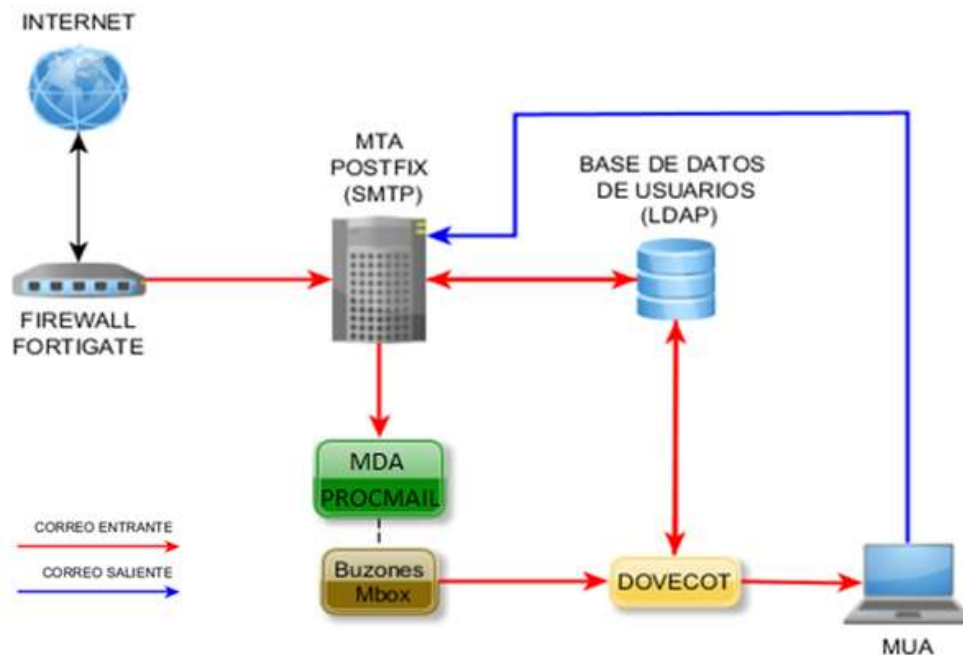 INTERNET
MTA
POSTFIX
(SMTP)
BASE DE DATOS
DE USUARIOS
(LDAP)
FIREWALL
FORTIGATE
MDA
PROCMAIL
CORREO ENTRANTE
CORREO SALIENTE
Buzones
Mbox
DOVECOT
MUA